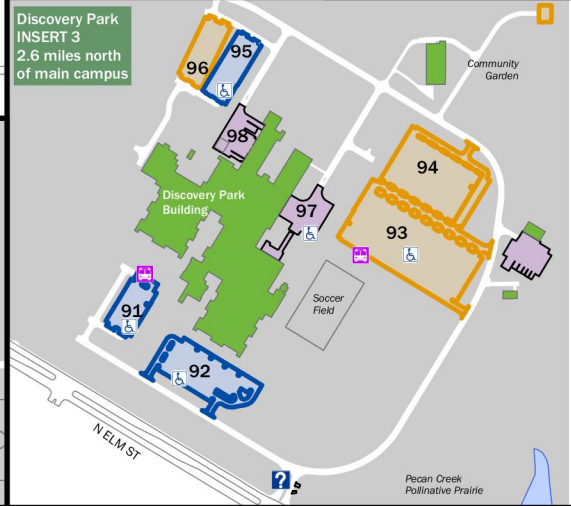 Discovery Park
INSERT 3
2.6 miles north
of main campus
95
96
Community
Garden
98
94
Discovery Park
Building
97
93
91
Soccer
Field
92
N ELM ST
?
Pecan Creek
Pollinative Prairie